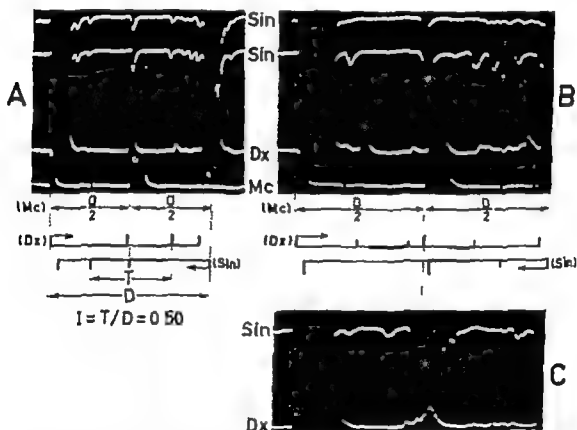 Sin
Sin
A
B
Dx
Mc
(Mc) D/2 D/2
(Mc) D/2 D/2
(Dx)
(Dx)
(Sin)
(Sin)
T
D
I = T/D = 0 50
Sin
C
Dx